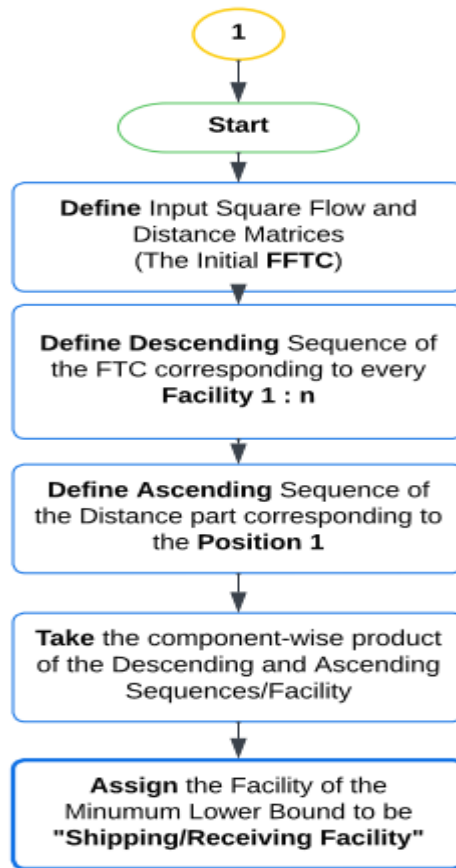 1
Start
Define Input Square Flow and
Distance Matrices
(The Initial FFTC)
Define Descending Sequence of
the FTC corresponding to every
Facility 1 : n
Define Ascending Sequence of
the Distance part corresponding to
the Position 1
Take the component-wise product
of the Descending and Ascending
Sequences/Facility
Assign the Facility of the
Minumum Lower Bound to be
"Shipping/Receiving Facility"